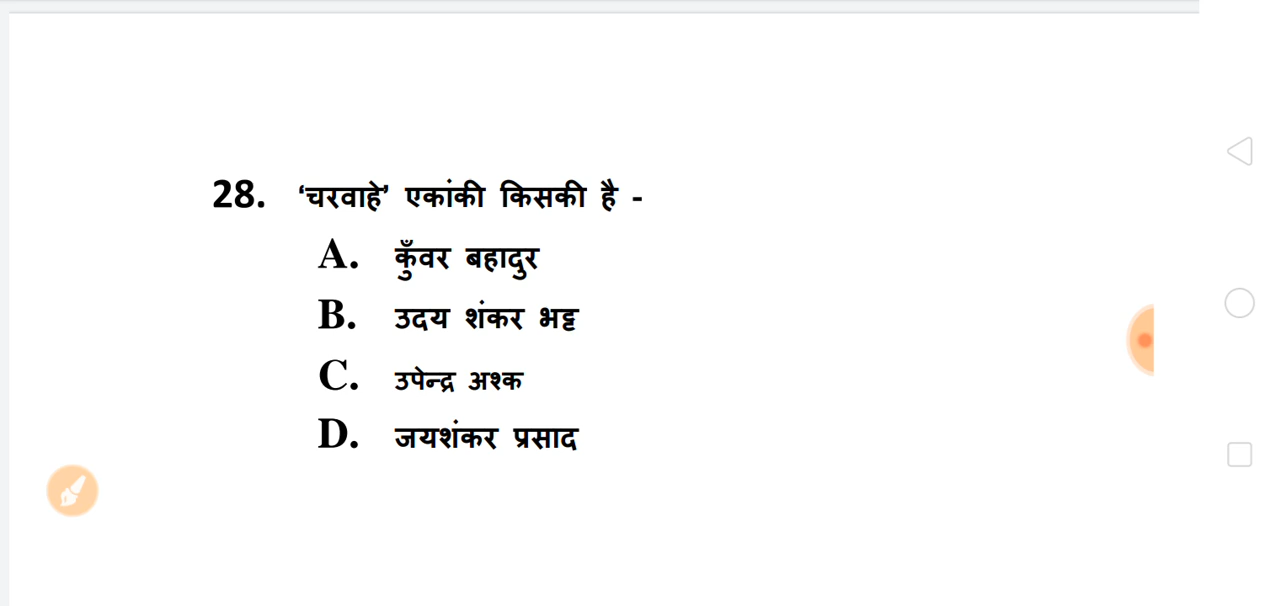 28. ‘चरवाहे’ एकांकी किसकी है -
A. कुँवर बहादुर
B. उदय शंकर भट्ट
C. उपेन्द्र अश्क
D. जयशंकर प्रसाद